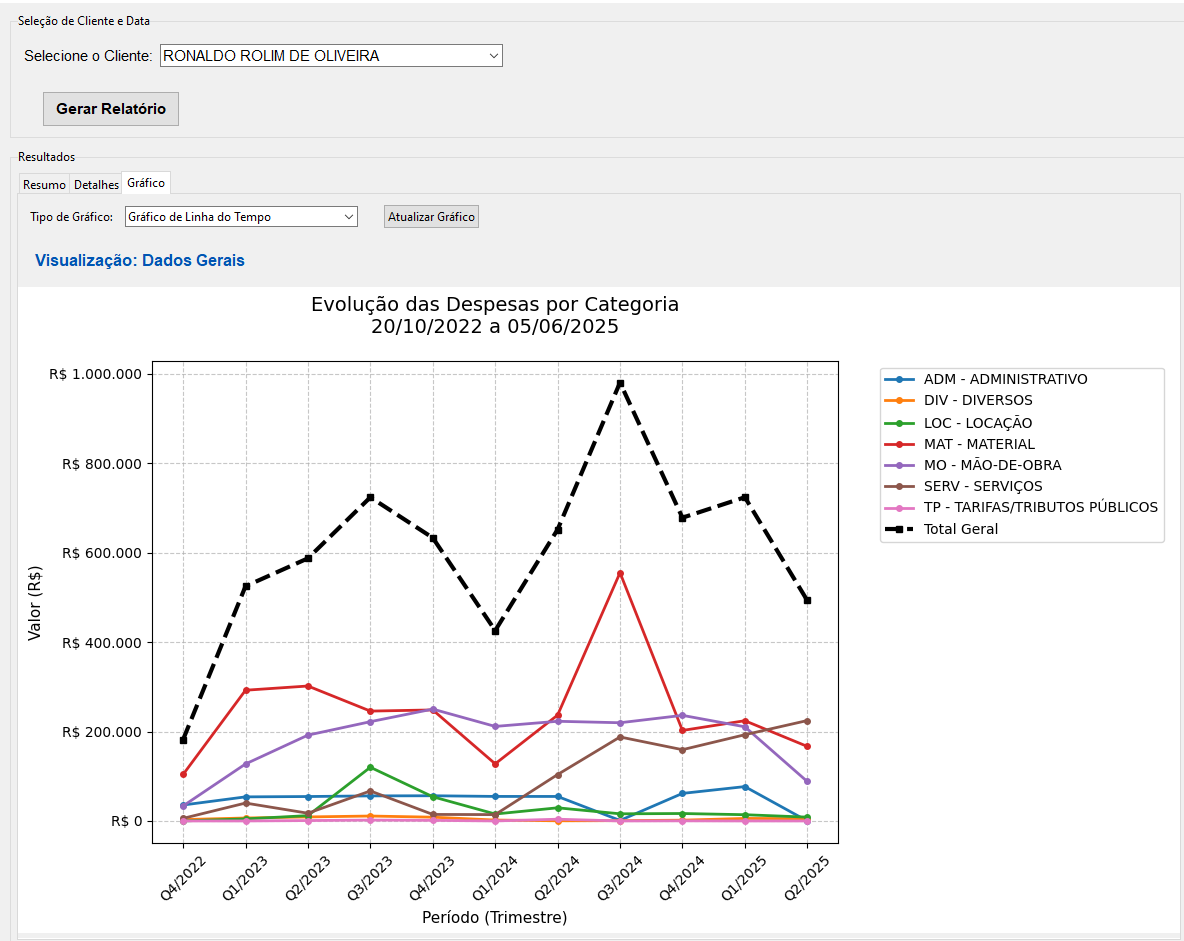 Seleção de Cliente e Data
Selecione o Cliente: RONALDO ROLIM DE OLIVEIRA
Gerar Relatório
Resultados
Resumo Detalhes Gráfico
Tipo de Gráfico: Gráfico de Linha do Tempo Atualizar Gráfico
Visualização: Dados Gerais
Evolução das Despesas por Categoria
20/10/2022 a 05/06/2025
R$ 1.000.000
R$ 800.000
R$ 600.000
R$ 400.000
R$ 200.000
R$ 0
Valor (R$)
Q4/2022 Q1/2023 Q2/2023 Q3/2023 Q4/2023 Q1/2024 Q2/2024 Q3/2024 Q4/2024 Q1/2025 Q2/2025
Período (Trimestre)
ADM - ADMINISTRATIVO
DIV - DIVERSOS
LOC - LOCAÇÃO
MAT - MATERIAL
MO - MÃO-DE-OBRA
SERV - SERVIÇOS
TP - TARIFAS/TRIBUTOS PÚBLICOS
Total Geral